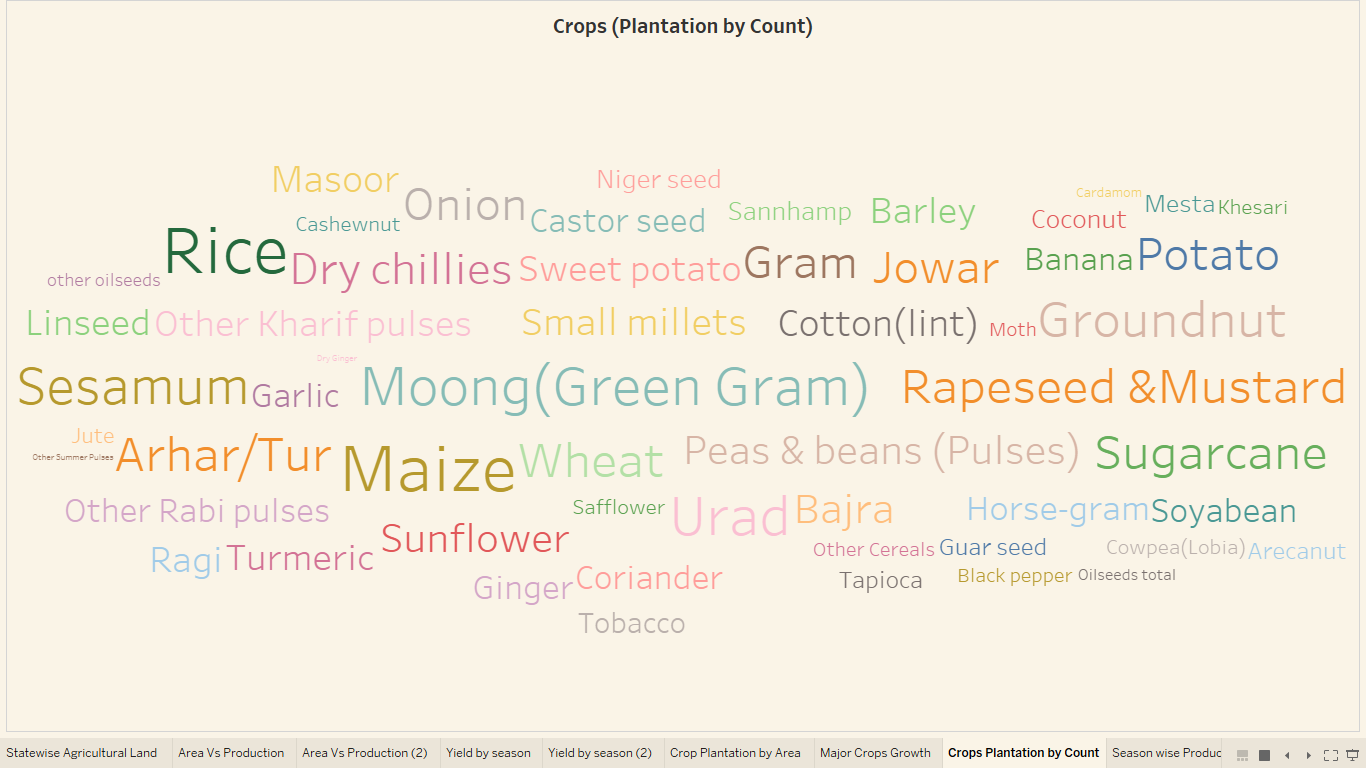 Crops (Plantation by Count)
Masoor
Niger seed
Cardamom
Onion
Mesta
Khesari
Cashewnut
Castor seed
Sannhamp
Barley
Coconut
Rice
other oilseeds
Dry chillies
Sweet potato
Gram
Jowar
Banana
Potato
Linseed
Other Kharif pulses
Small millets
Cotton(lint)
Moth
Groundnut
Dry Ginger
Sesamum
Garlic
Moong(Green Gram)
Rapeseed &Mustard
Jute
Other Summer Pulses
Arhar/Tur
Maize
Wheat
Peas & beans (Pulses)
Sugarcane
Other Rabi pulses
Safflower
Urad
Bajra
Horse-gram
Soyabean
Sunflower
Ragi
Turmeric
Other Cereals
Guar seed
Cowpea(Lobia)
Arecanut
Ginger
Coriander
Tapioca
Black pepper
Oilseeds total
Tobacco
Statewise Agricultural Land
Area Vs Production
Area Vs Production (2)
Yield by season
Yield by season (2)
Crop Plantation by Area
Major Crops Growth
Crops Plantation by Count
Season wise Produc